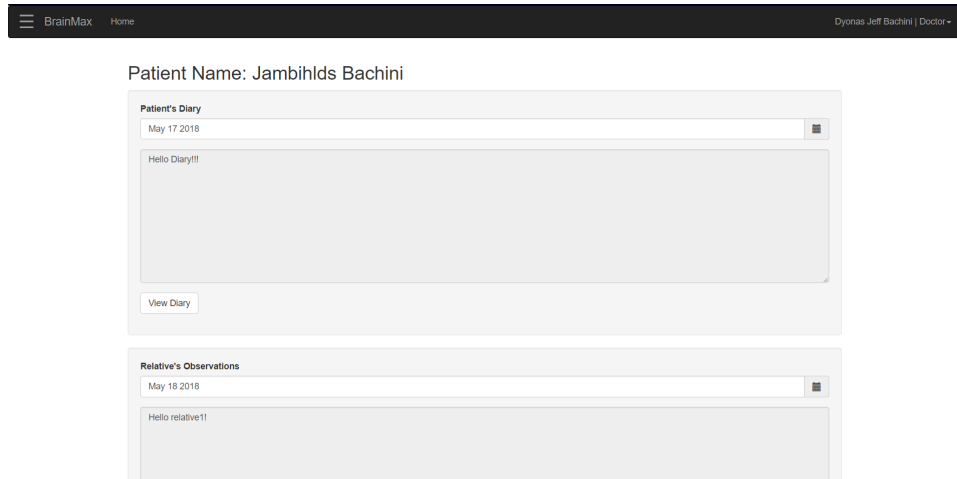 BrainMax Home Dyonas Jeff Bachini | Doctor
Patient Name: Jambihlds Bachini
Patient's Diary
May 17 2018
Hello Diary!!!
View Diary
Relative's Observations
May 18 2018
Hello relative1!